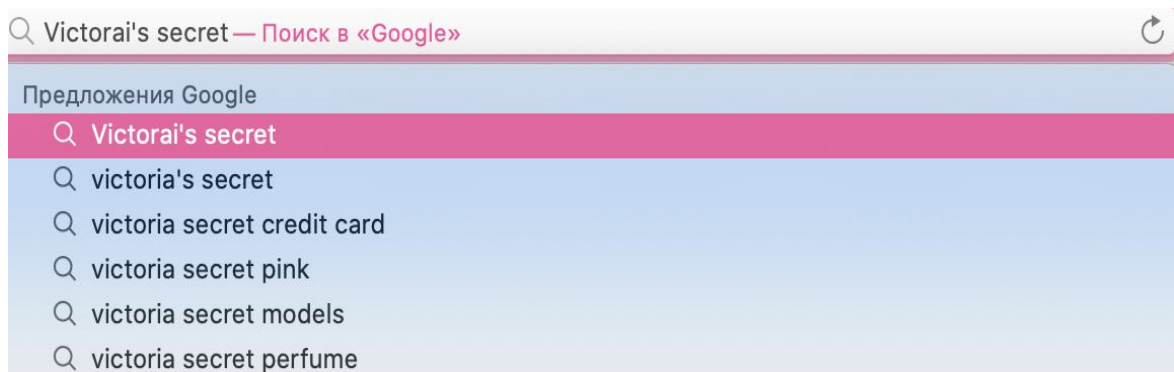 Victorai's secret — Поиск в «Google»
Предложения Google
Victorai's secret
victoria's secret
victoria secret credit card
victoria secret pink
victoria secret models
victoria secret perfume